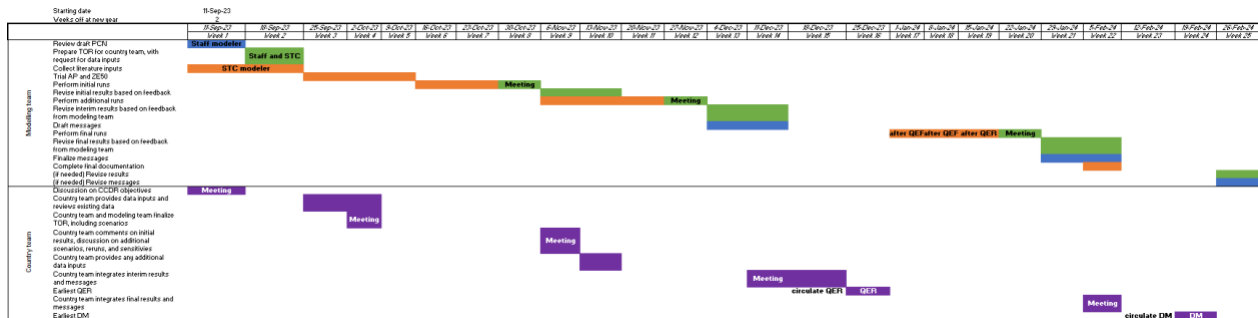 Starting date 11-Sep-23
Weeks off at new year 2
11-Sep-23 18-Sep-23 25-Sep-23 2-Oct-23 9-Oct-23 16-Oct-23 23-Oct-23 30-Oct-23 6-Nov-23 13-Nov-23 20-Nov-23 27-Nov-23 4-Dec-23 11-Dec-23 18-Dec-23 25-Dec-23 1-Jan-24 8-Jan-24 15-Jan-24 22-Jan-24 29-Jan-24 5-Feb-24 12-Feb-24 19-Feb-24 26-Feb-24
Week 1 Week 2 Week 3 Week 4 Week 5 Week 6 Week 7 Week 8 Week 9 Week 10 Week 11 Week 12 Week 13 Week 14 Week 15 Week 16 Week 17 Week 18 Week 19 Week 20 Week 21 Week 22 Week 23 Week 24 Week 25
Modelling team
Review draft PCN Staff modeler
Prepare TOR for country team, with
request for data inputs Staff and STC
Collect literature inputs STC modeler
Trial AP and ZE50
Perform initial runs Meeting
Revise initial results based on feedback
Perform additional runs Meeting
Revise interim results based on feedback
from modeling team
Draft messages
Perform final runs after QEF after QEF after QER Meeting
Revise final results based on feedback
from modeling team
Finalize messages
Complete final documentation
(if needed) Revise results
(if needed) Revise messages
Country team
Discussion on CCDR objectives Meeting
Country team provides data inputs and
reviews existing data
Country team and modeling team finalize
TOR, including scenarios Meeting
Country team comments on initial
results, discussion on additional
scenarios, reruns, and sensitivies Meeting
Country team provides any additional
data inputs
Country team integrates interim results
and messages Meeting
Earliest QER circulate QER QER
Country team integrates final results and
messages Meeting
Earliest DM circulate DM DM